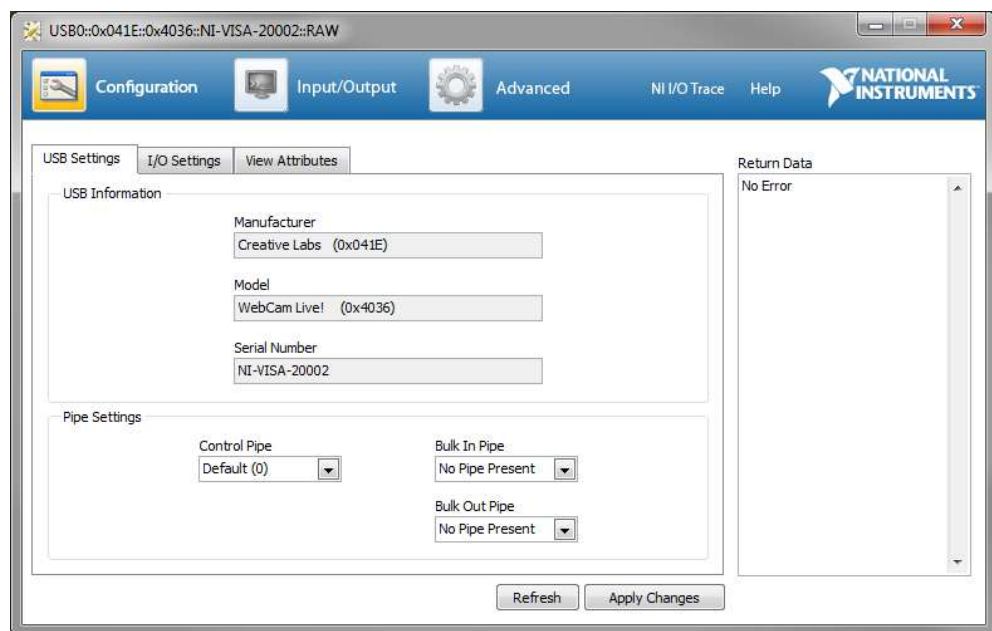 USB0::0x041E::0x4036::NI-VISA-20002::RAW
Configuration
Input/Output
Advanced
NI I/O Trace
Help
NATIONAL
INSTRUMENTS
USB Settings
I/O Settings
View Attributes
Return Data
No Error
USB Information
Manufacturer
Creative Labs (0x041E)
Model
WebCam Live! (0x4036)
Serial Number
NI-VISA-20002
Pipe Settings
Control Pipe
Default (0)
Bulk In Pipe
No Pipe Present
Bulk Out Pipe
No Pipe Present
Refresh
Apply Changes